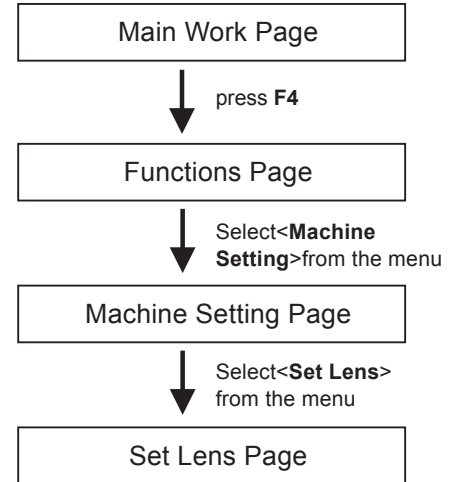 Main Work Page
press F4
Functions Page
Select<Machine
Setting>from the menu
Machine Setting Page
Select<Set Lens>
from the menu
Set Lens Page